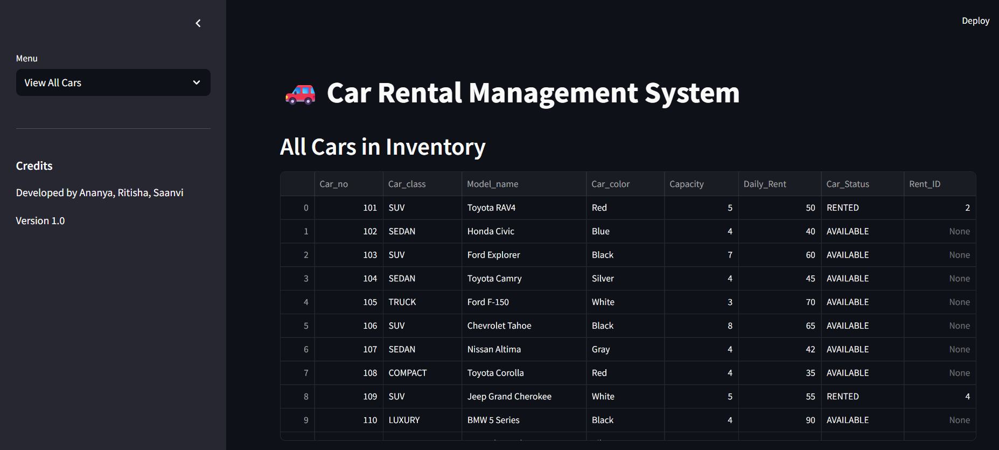 Deploy
Menu
View All Cars
Credits
Developed by Ananya, Ritisha, Saanvi
Version 1.0
Car Rental Management System
All Cars in Inventory
Car_no Car_class Model_name Car_color Capacity Daily_Rent Car_Status Rent_ID
0 101 SUV Toyota RAV4 Red 5 50 RENTED 2
1 102 SEDAN Honda Civic Blue 4 40 AVAILABLE None
2 103 SUV Ford Explorer Black 7 60 AVAILABLE None
3 104 SEDAN Toyota Camry Silver 4 45 AVAILABLE None
4 105 TRUCK Ford F-150 White 3 70 AVAILABLE None
5 106 SUV Chevrolet Tahoe Black 8 65 AVAILABLE None
6 107 SEDAN Nissan Altima Gray 4 42 AVAILABLE None
7 108 COMPACT Toyota Corolla Red 4 35 AVAILABLE None
8 109 SUV Jeep Grand Cherokee White 5 55 RENTED 4
9 110 LUXURY BMW 5 Series Black 4 90 AVAILABLE None